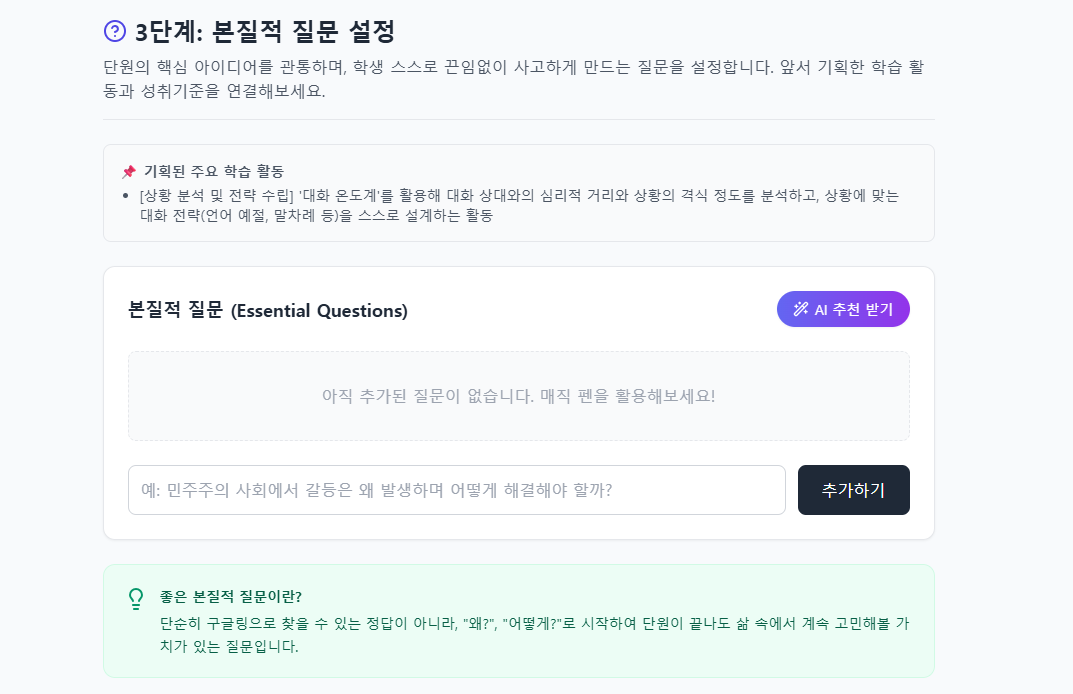 3단계: 본질적 질문 설정
단원의 핵심 아이디어를 관통하며, 학생 스스로 끈임없이 사고하게 만드는 질문을 설정합니다. 앞서 기획한 학습 활
동과 성취기준을 연결해보세요.
기획된 주요 학습 활동
• [상황 분석 및 전략 수립] '대화 온도계'를 활용해 대화 상대와의 심리적 거리와 상황의 격식 정도를 분석하고, 상황에 맞는
대화 전략(언어 예절, 말차례 등)을 스스로 설계하는 활동
본질적 질문 (Essential Questions)
AI 추천 받기
아직 추가된 질문이 없습니다. 매직 펜을 활용해보세요!
예: 민주주의 사회에서 갈등은 왜 발생하며 어떻게 해결해야 할까?
추가하기
좋은 본질적 질문이란?
단순히 구글링으로 찾을 수 있는 정답이 아니라, "왜?", "어떻게?"로 시작하여 단원이 끝나도 삶 속에서 계속 고민해볼 가
치가 있는 질문입니다.